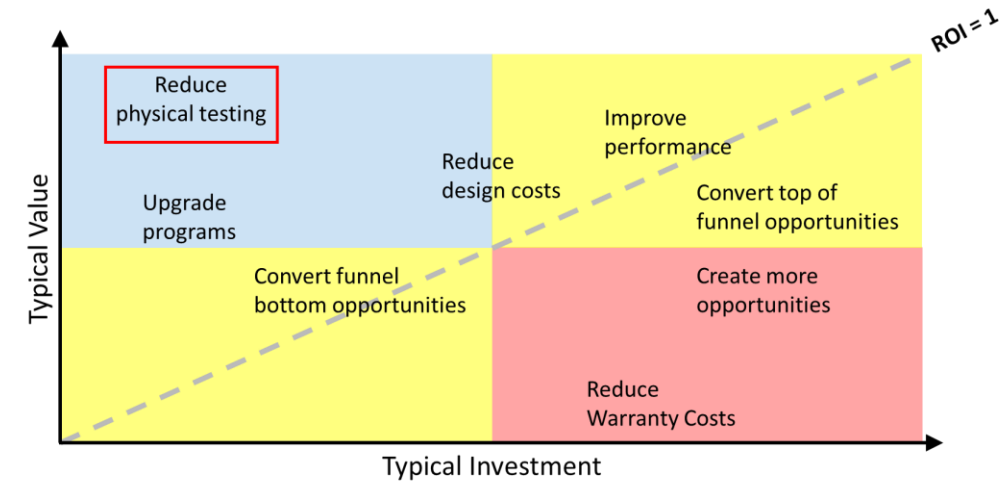 ROI = 1
Reduce
physical testing
Improve
performance
Reduce
design costs
Upgrade
programs
Convert top of
funnel opportunities
Convert funnel
bottom opportunities
Create more
opportunities
Reduce
Warranty Costs
Typical Value
Typical Investment